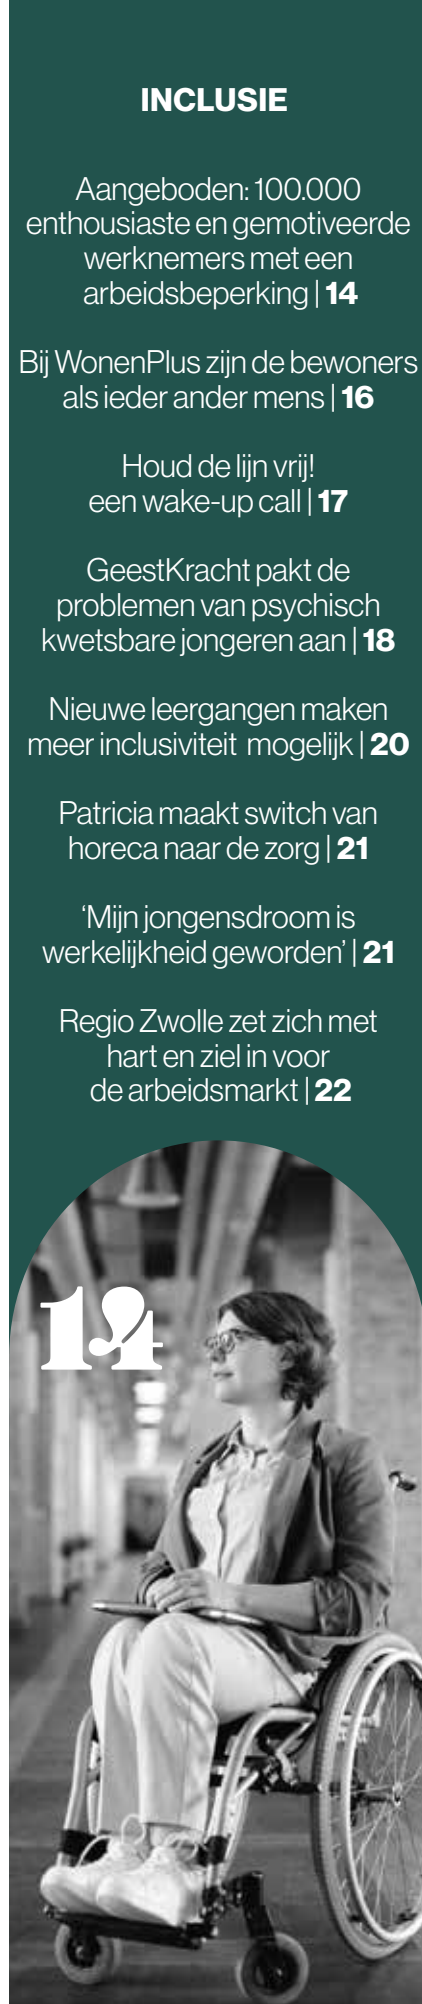 INCLUSIE
Aangeboden: 100.000
enthousiaste en gemotiveerde
werknemers met een
arbeidsbeperking | 14
Bij WonenPlus zijn de bewoners
als ieder ander mens | 16
Houd de lijn vrij!
een wake-up call | 17
GeestKracht pakt de
problemen van psychisch
kwetsbare jongeren aan | 18
Nieuwe leergangen maken
meer inclusiviteit mogelijk | 20
Patricia maakt switch van
horeca naar de zorg | 21
‘Mijn jongensdroom is
werkelijkheid geworden’ | 21
Regio Zwolle zet zich met
hart en ziel in voor
de arbeidsmarkt | 22
14